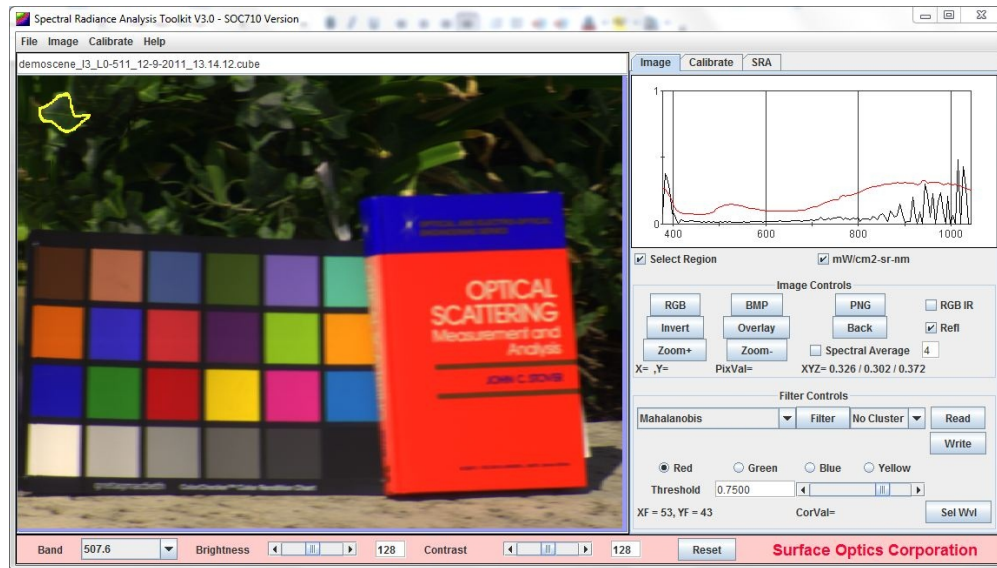 Spectral Radiance Analysis Toolkit V3.0 - SOC710 Version
File Image Calibrate Help
demoscene_I3_L0-511_12-9-2011_13.14.12.cube
OPTICAL
SCATTERING
Measurement and
Analysis
JOHN C. STOVER
Image Calibrate SRA
1
0
400 600 800 1000
Select Region mW/cm2-sr-nm
Image Controls
RGB BMP PNG RGB IR
Invert Overlay Back Refl
Zoom+ Zoom- Spectral Average 4
X= ,Y= PixVal= XYZ= 0.326 / 0.302 / 0.372
Filter Controls
Mahalanobis Filter No Cluster Read
Write
Red Green Blue Yellow
Threshold 0.7500
XF = 53, YF = 43 CorVal= Sel Wvl
Band 507.6 Brightness 128 Contrast 128 Reset Surface Optics Corporation